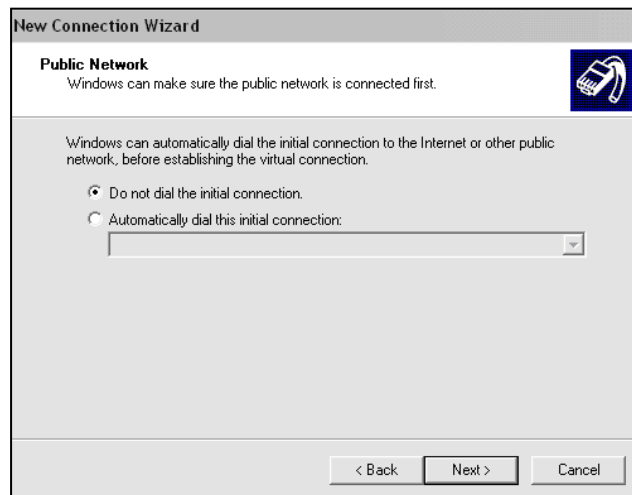 New Connection Wizard
Public Network
Windows can make sure the public network is connected first.
Windows can automatically dial the initial connection to the Internet or other public
network, before establishing the virtual connection.
Do not dial the initial connection.
Automatically dial this initial connection:
< Back
Next >
Cancel